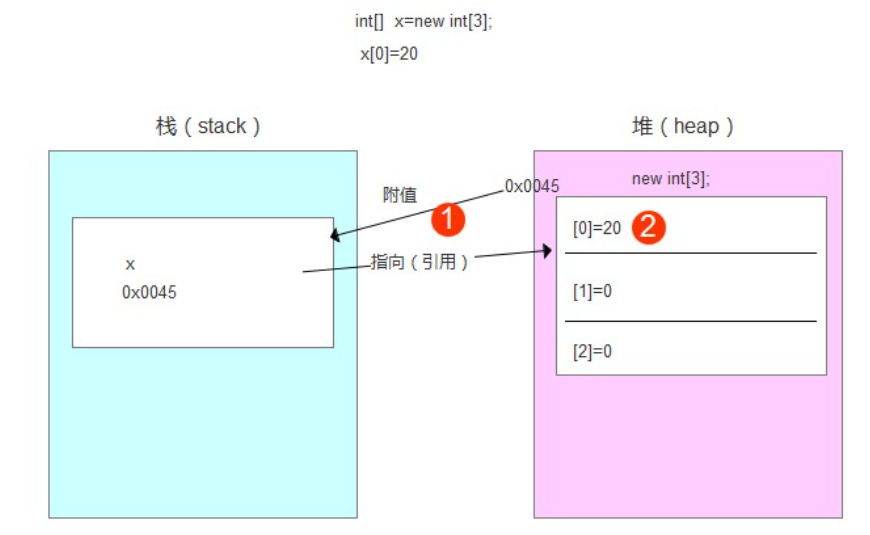 int[] x=new int[3];
x[0]=20
栈（stack）
堆（heap）
附值
1
0x0045
new int[3];
[0]=20
2
指向（引用）
x
0x0045
[1]=0
[2]=0